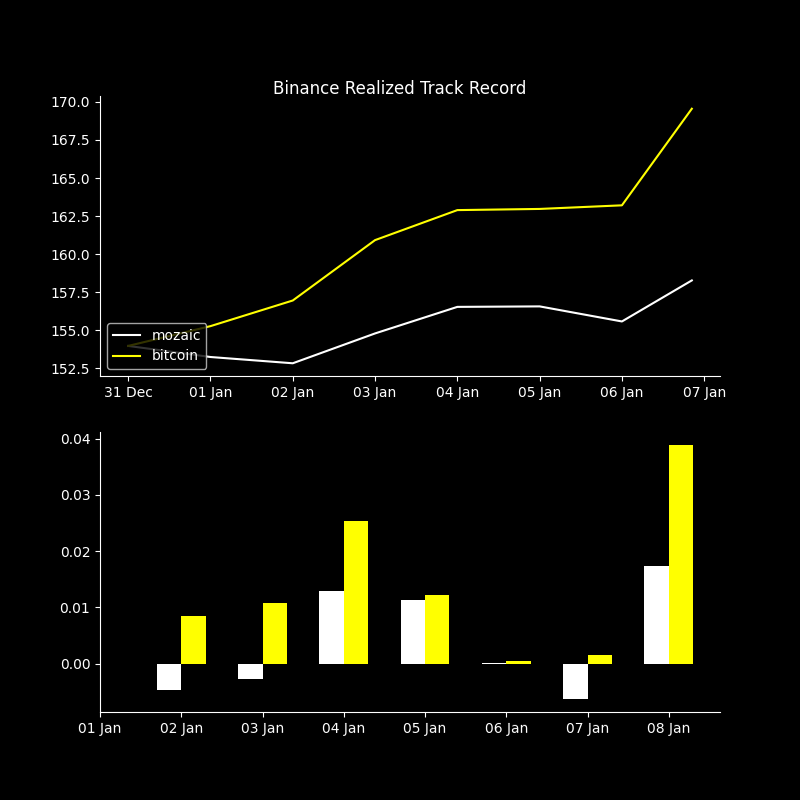 Binance Realized Track Record
170.0
167.5
165.0
162.5
160.0
157.5
155.0
152.5
mozaic
bitcoin
31 Dec 01 Jan 02 Jan 03 Jan 04 Jan 05 Jan 06 Jan 07 Jan
0.04
0.03
0.02
0.01
0.00
01 Jan 02 Jan 03 Jan 04 Jan 05 Jan 06 Jan 07 Jan 08 Jan